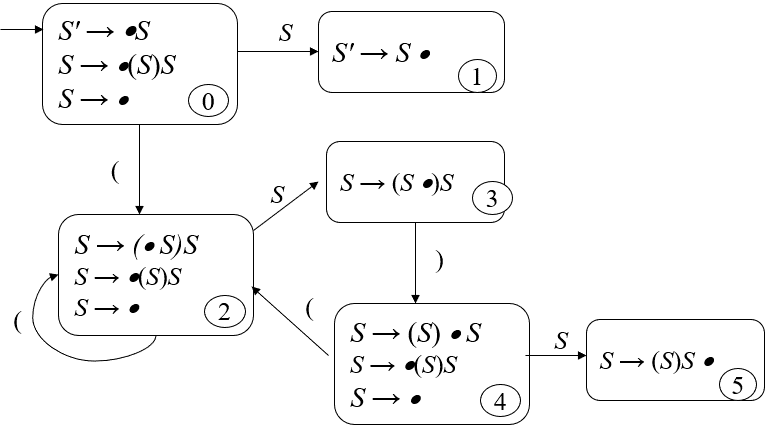 S′ → •S
S → •(S)S
S → •
0
S
S′ → S •
1
(
S
S → (S •)S
3
S → (• S)S
S → •(S)S
S → •
2
(
(
)
S → (S) • S
S → •(S)S
S → •
4
S
S → (S)S •
5